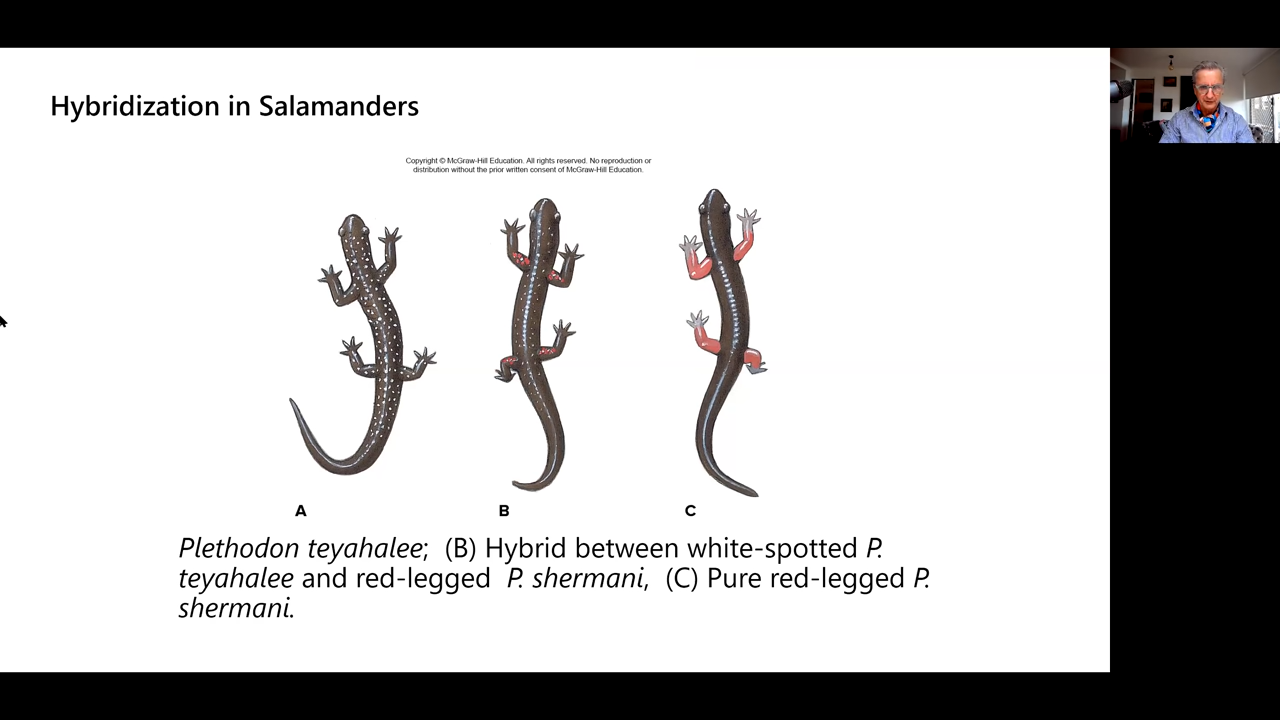 Hybridization in Salamanders
Copyright © McGraw-Hill Education. All rights reserved. No reproduction or
distribution without the prior written consent of McGraw-Hill Education.
A B C
Plethodon teyahalee;  (B) Hybrid between white-spotted P.
teyahalee and red-legged  P. shermani,  (C) Pure red-legged P.
shermani.